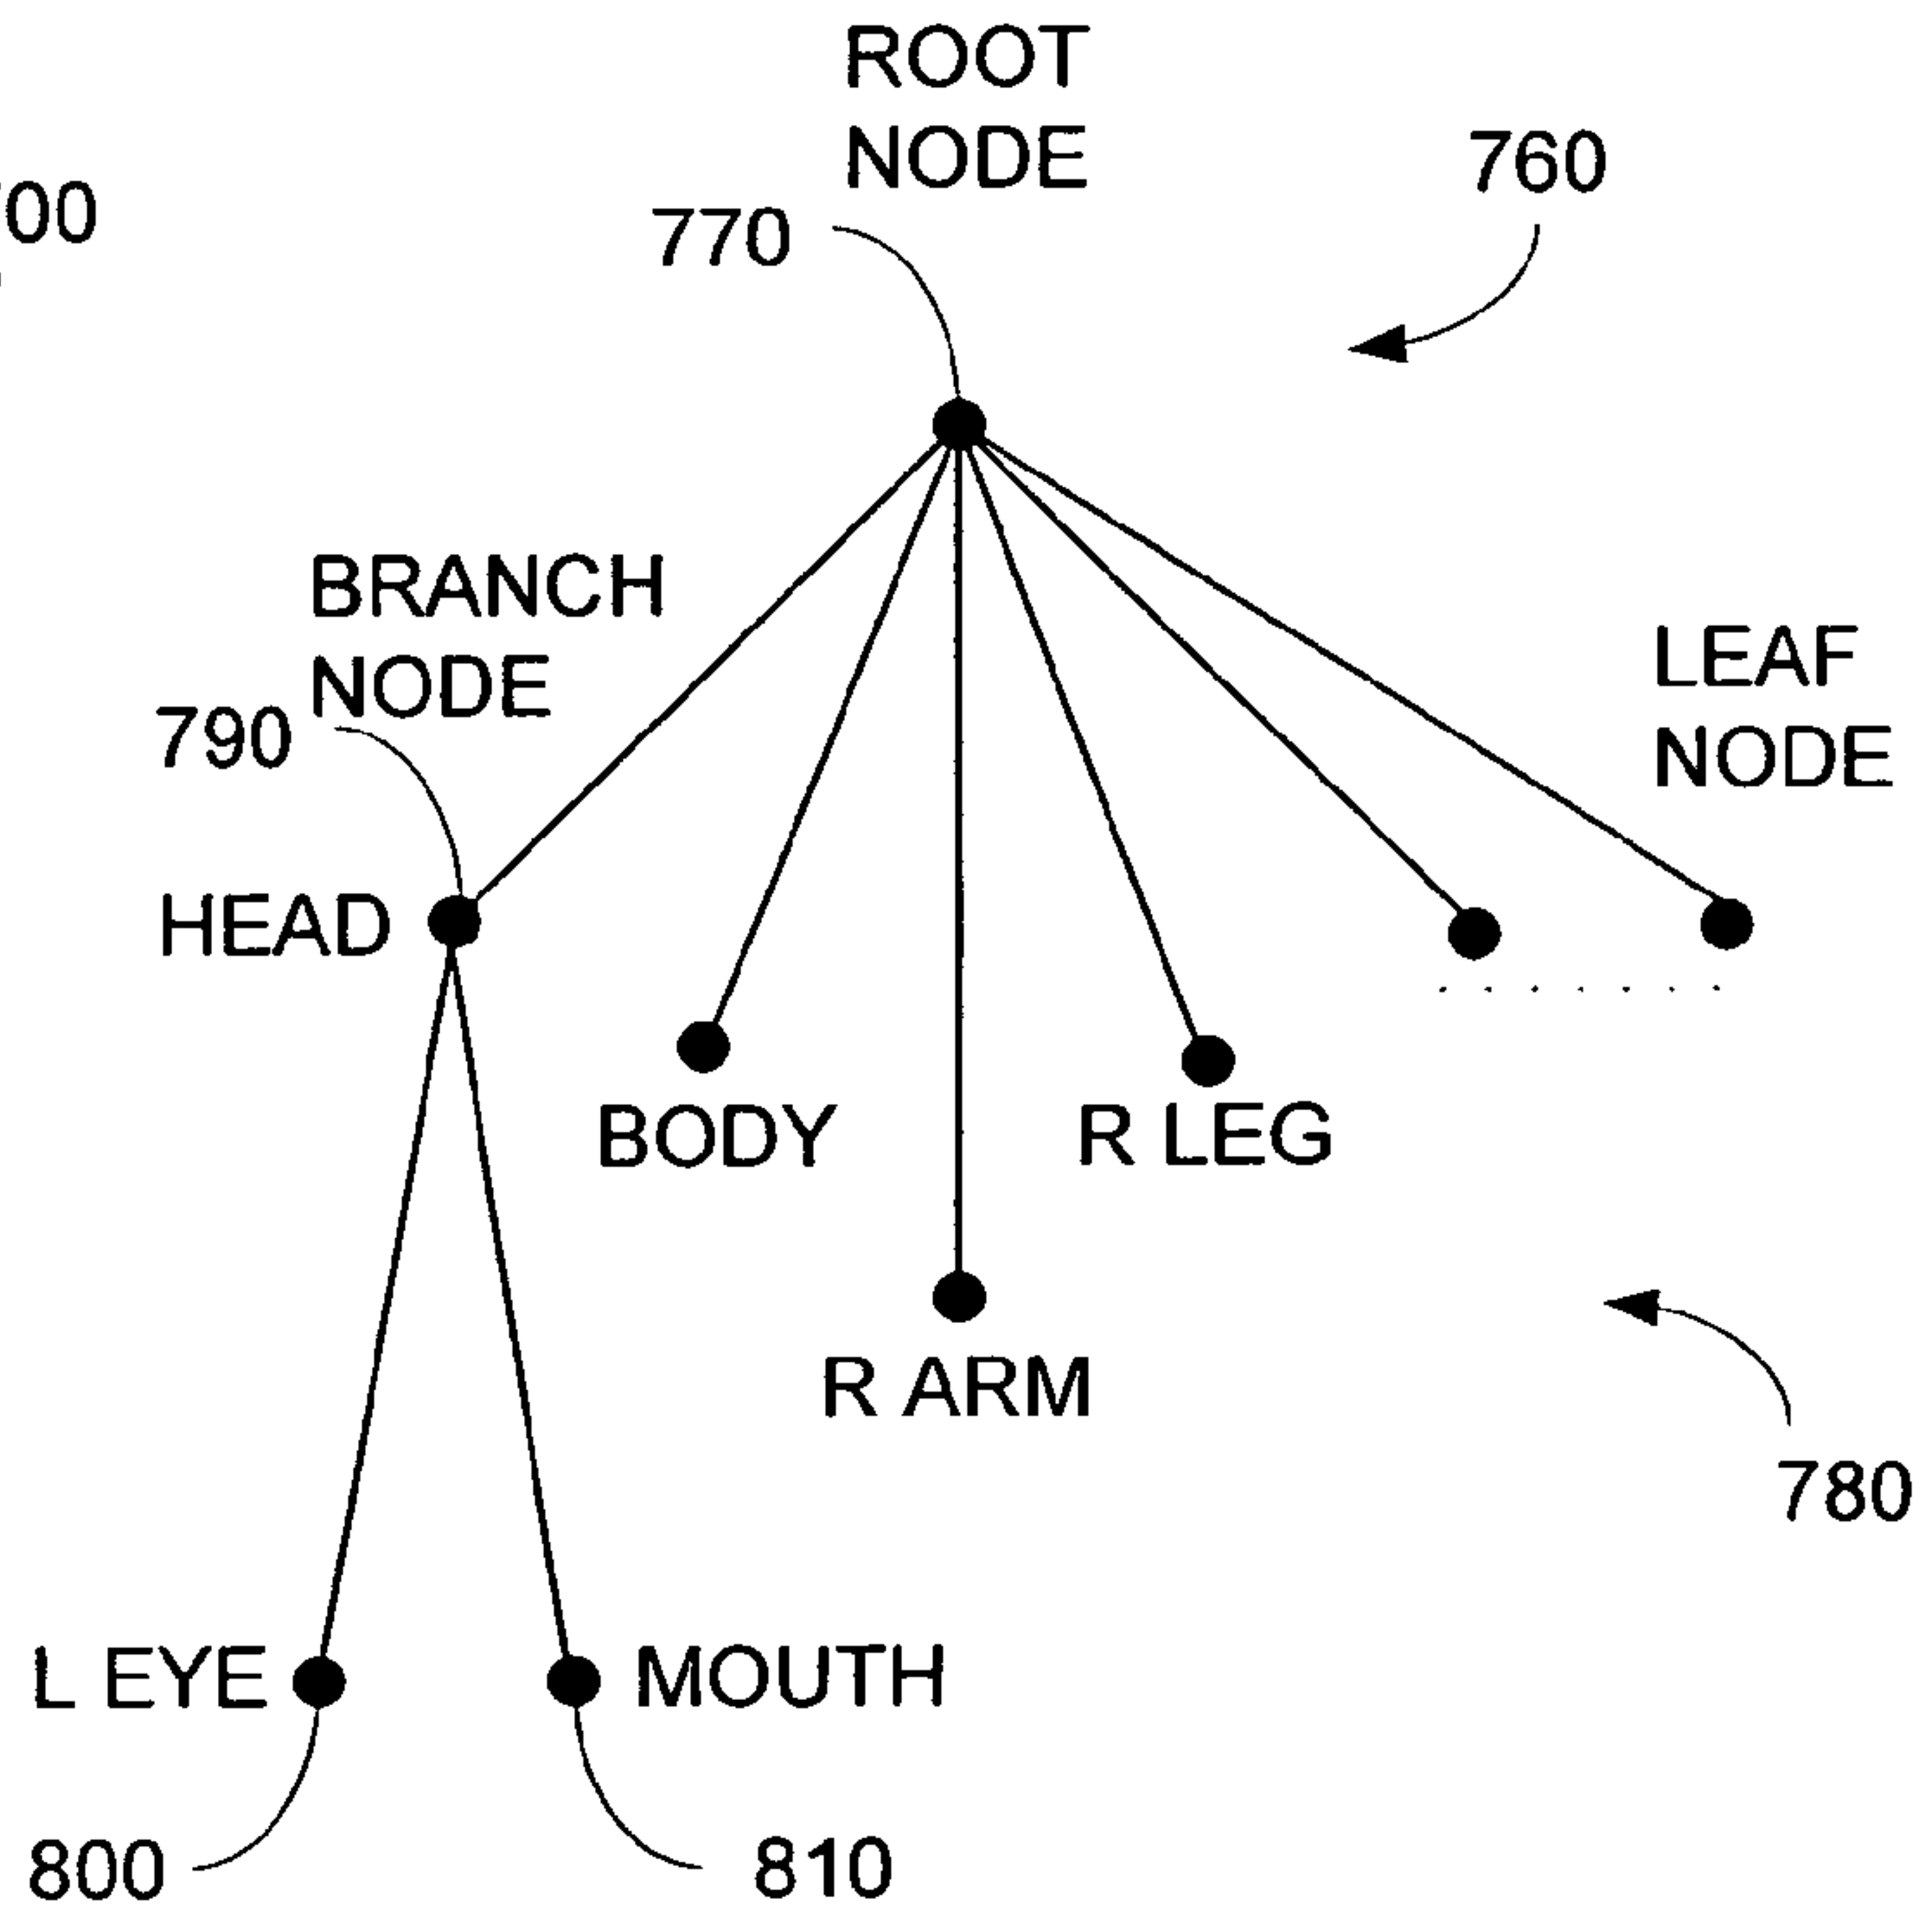 ROOT
NODE
760
00
770
BRANCH
NODE
790
LEAF
NODE
HEAD
BODY
R LEG
R ARM
780
L EYE
MOUTH
800
810